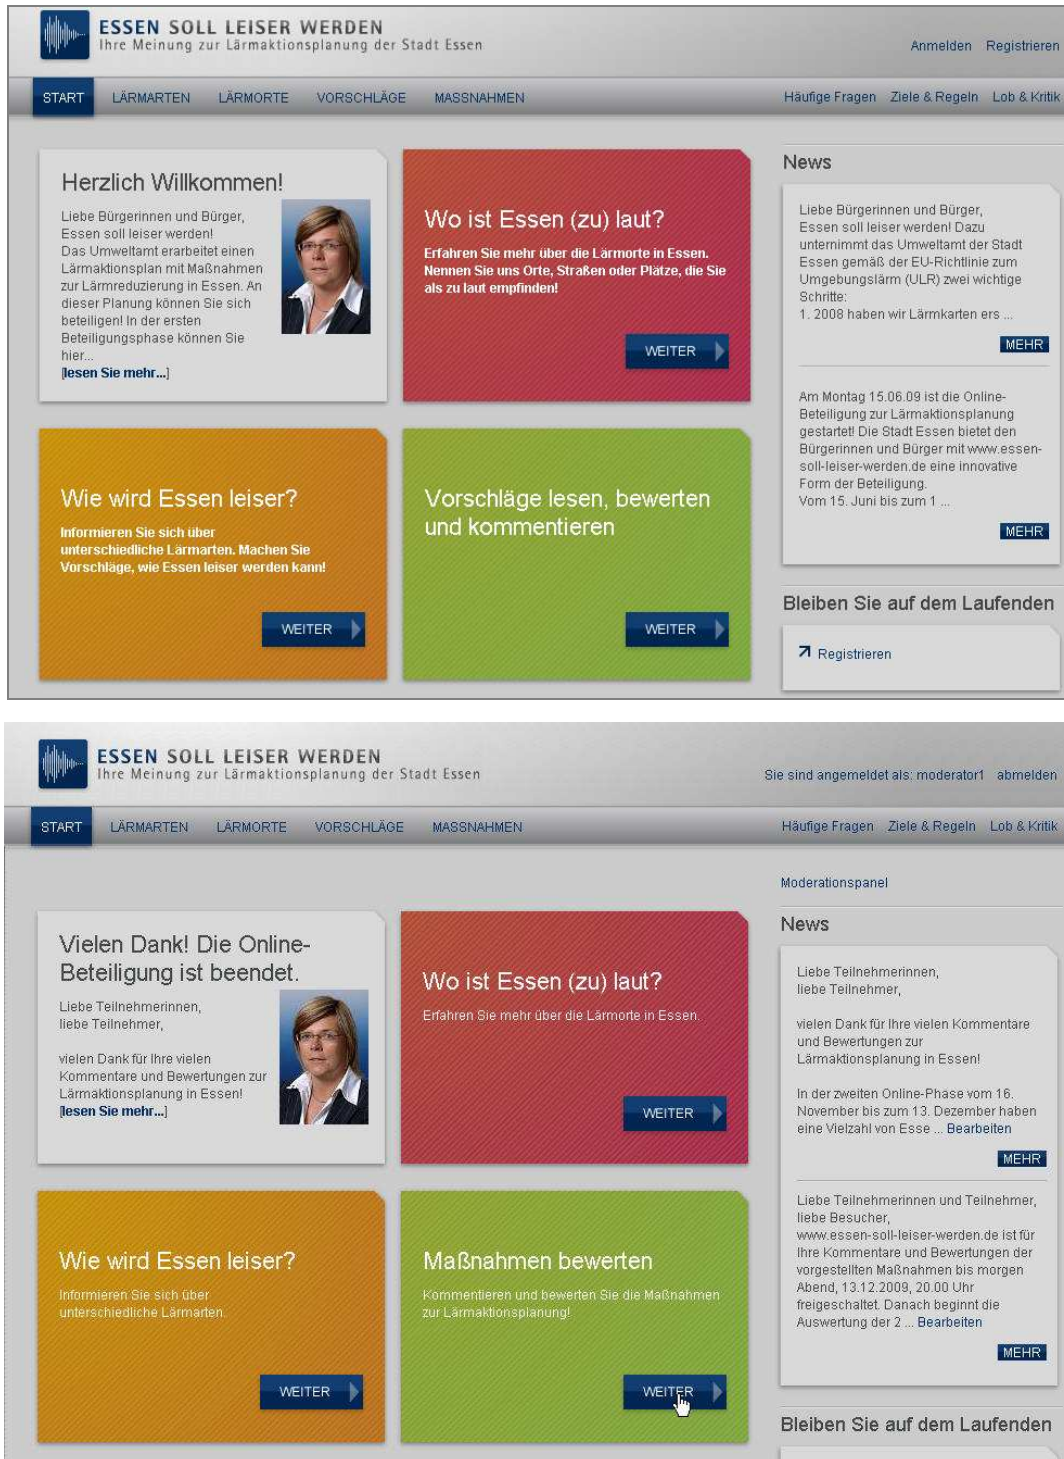 ESSEN SOLL LEISER WERDEN
Ihre Meinung zur Lärmaktionsplanung der Stadt Essen
Anmelden Registrieren
START LÄRMARTEN LÄRMORTE VORSCHLÄGE MASSNAHMEN
Häufige Fragen Ziele & Regeln Lob & Kritik
Herzlich Willkommen!
Liebe Bürgerinnen und Bürger,
Essen soll leiser werden!
Das Umweltamt erarbeitet einen
Lärmaktionsplan mit Maßnahmen
zur Lärmreduzierung in Essen. An
dieser Planung können Sie sich
beteiligen! In der ersten
Beteiligungsphase können Sie
hier...
[lesen Sie mehr...]
Wo ist Essen (zu) laut?
Erfahren Sie mehr über die Lärmorte in Essen.
Nennen Sie uns Orte, Straßen oder Plätze, die Sie
als zu laut empfinden!
WEITER
Wie wird Essen leiser?
Informieren Sie sich über
unterschiedliche Lärmarten. Machen Sie
Vorschläge, wie Essen leiser werden kann!
WEITER
Vorschläge lesen, bewerten
und kommentieren
WEITER
News
Liebe Bürgerinnen und Bürger,
Essen soll leiser werden! Dazu
unternimmt das Umweltamt der Stadt
Essen gemäß der EU-Richtlinie zum
Umgebungslärm (ULR) zwei wichtige
Schritte:
1. 2008 haben wir Lärmkarten ers ...
MEHR
Am Montag 15.06.09 ist die Online-
Beteiligung zur Lärmaktionsplanung
gestartet! Die Stadt Essen bietet den
Bürgerinnen und Bürger mit www.essen-
soll-leiser-werden.de eine innovative
Form der Beteiligung.
Vom 15. Juni bis zum 1 ...
MEHR
Bleiben Sie auf dem Laufenden
Registrieren
ESSEN SOLL LEISER WERDEN
Ihre Meinung zur Lärmaktionsplanung der Stadt Essen
Sie sind angemeldet als: moderator1 abmelden
START LÄRMARTEN LÄRMORTE VORSCHLÄGE MASSNAHMEN
Häufige Fragen Ziele & Regeln Lob & Kritik
Moderationspanel
Vielen Dank! Die Online-
Beteiligung ist beendet.
Liebe Teilnehmerinnen,
liebe Teilnehmer,
vielen Dank für Ihre vielen
Kommentare und Bewertungen zur
Lärmaktionsplanung in Essen!
[lesen Sie mehr...]
Wo ist Essen (zu) laut?
Erfahren Sie mehr über die Lärmorte in Essen.
WEITER
Wie wird Essen leiser?
Informieren Sie sich über
unterschiedliche Lärmarten.
WEITER
Maßnahmen bewerten
Kommentieren und bewerten Sie die Maßnahmen
zur Lärmaktionsplanung!
WEITER
News
Liebe Teilnehmerinnen,
liebe Teilnehmer,
vielen Dank für Ihre vielen Kommentare
und Bewertungen zur
Lärmaktionsplanung in Essen!
In der zweiten Online-Phase vom 16.
November bis zum 13. Dezember haben
eine Vielzahl von Esse ... Bearbeiten
MEHR
Liebe Teilnehmerinnen und Teilnehmer,
liebe Besucher,
www.essen-soll-leiser-werden.de ist für
Ihre Kommentare und Bewertungen der
vorgestellten Maßnahmen bis morgen
Abend, 13.12.2009, 20.00 Uhr
freigeschaltet. Danach beginnt die
Auswertung der 2 ... Bearbeiten
MEHR
Bleiben Sie auf dem Laufenden